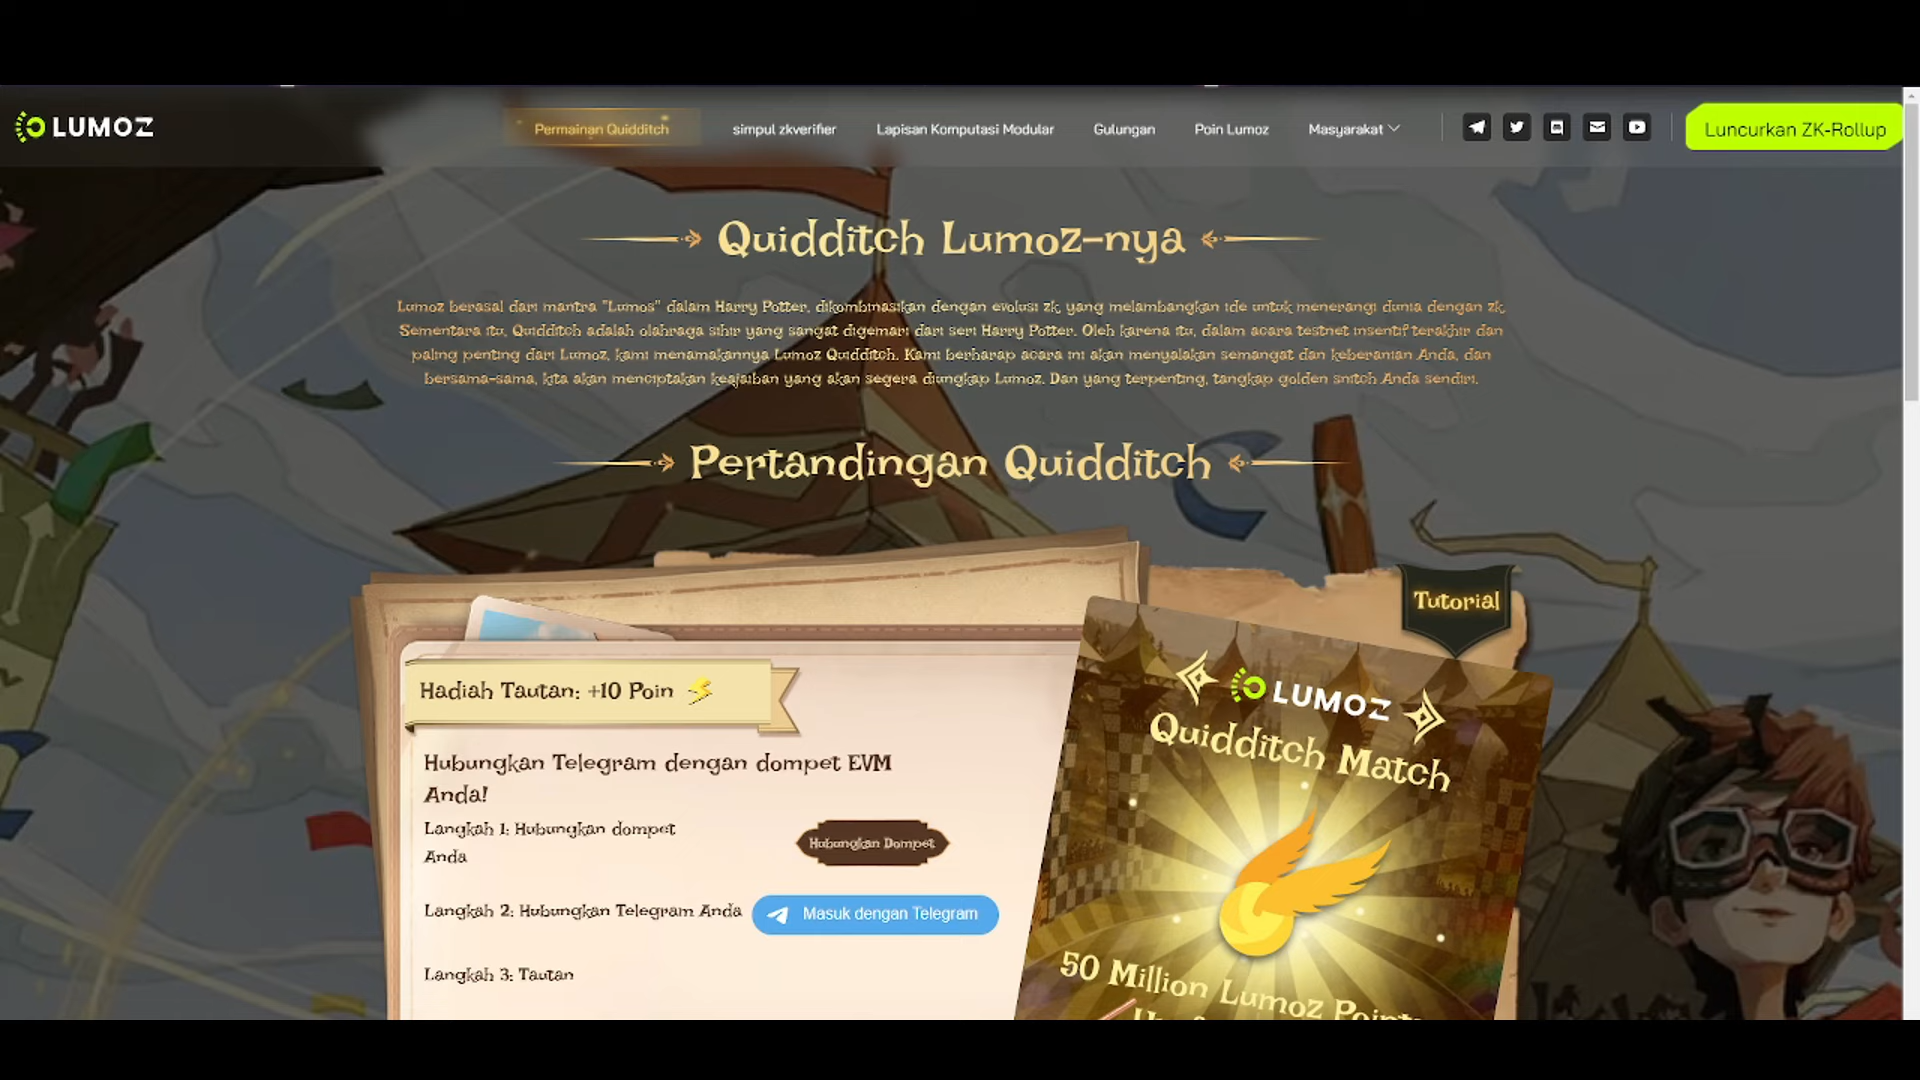 LUMOZ
Permainan Quidditch
simpul zkverifier
Lapisan Komputasi Modular
Gulungan
Poin Lumoz
Masyarakat
Luncurkan ZK-Rollup
Quidditch Lumoz-nya
Lumoz berasal dari mantra "Lumos" dalam Harry Potter, dikombinasikan dengan evolusi zk, yang melambangkan ide untuk menerangi dunia dengan zk.
Sementara itu, Quidditch adalah olahraga sihir yang sangat digemari dari seri Harry Potter. Oleh karena itu, dalam acara testnet insentif terakhir dan
paling penting dari Lumoz, kami menamakannya Lumoz Quidditch. Kami berharap acara ini akan menyalakan semangat dan keberanian Anda, dan
bersama-sama, kita akan menciptakan keajaiban yang akan segera diungkap Lumoz. Dan yang terpenting, tangkap golden snitch Anda sendiri.
Pertandingan Quidditch
Tutorial
Hadiah Tautan: +10 Poin
Hubungkan Telegram dengan dompet EVM
Anda!
Langkah 1: Hubungkan dompet
Anda
Hubungkan Dompet
Langkah 2: Hubungkan Telegram Anda
Masuk dengan Telegram
Langkah 3: Tautan
LUMOZ
Quidditch Match
50 Million Lumoz Points